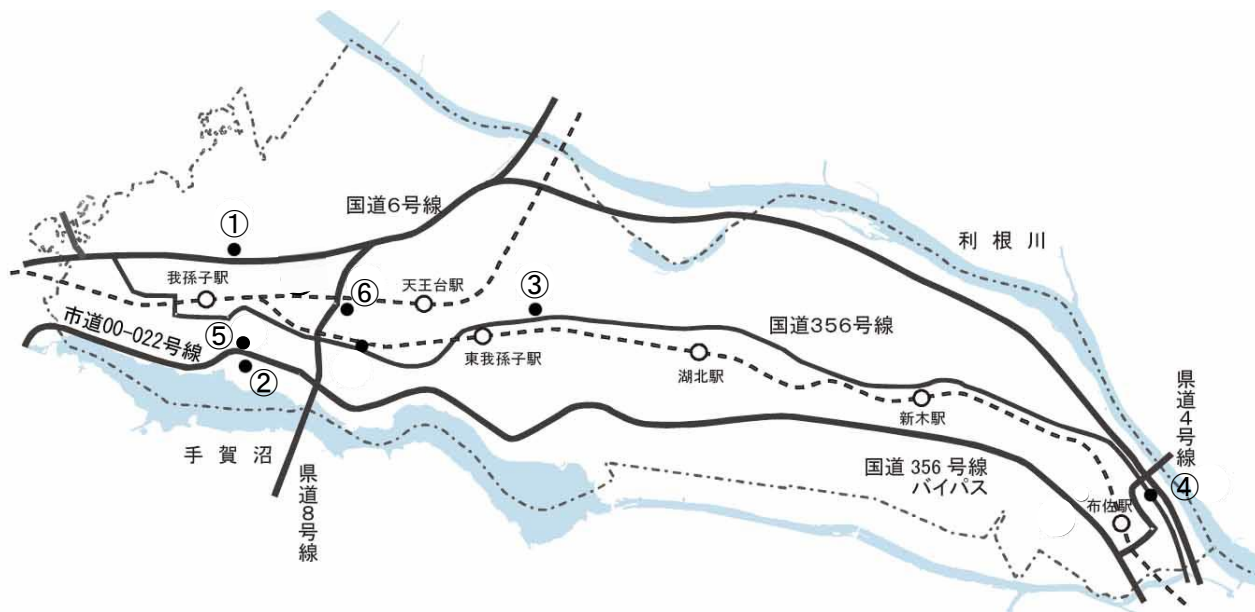 国道6号線
①
利根川
我孫子駅
⑥
天王台駅
③
国道356号線
市道00-022号線
⑤
東我孫子駅
②
湖北駅
県道4号線
新木駅
手賀沼
県道8号線
国道356号線
バイパス
④
布佐駅